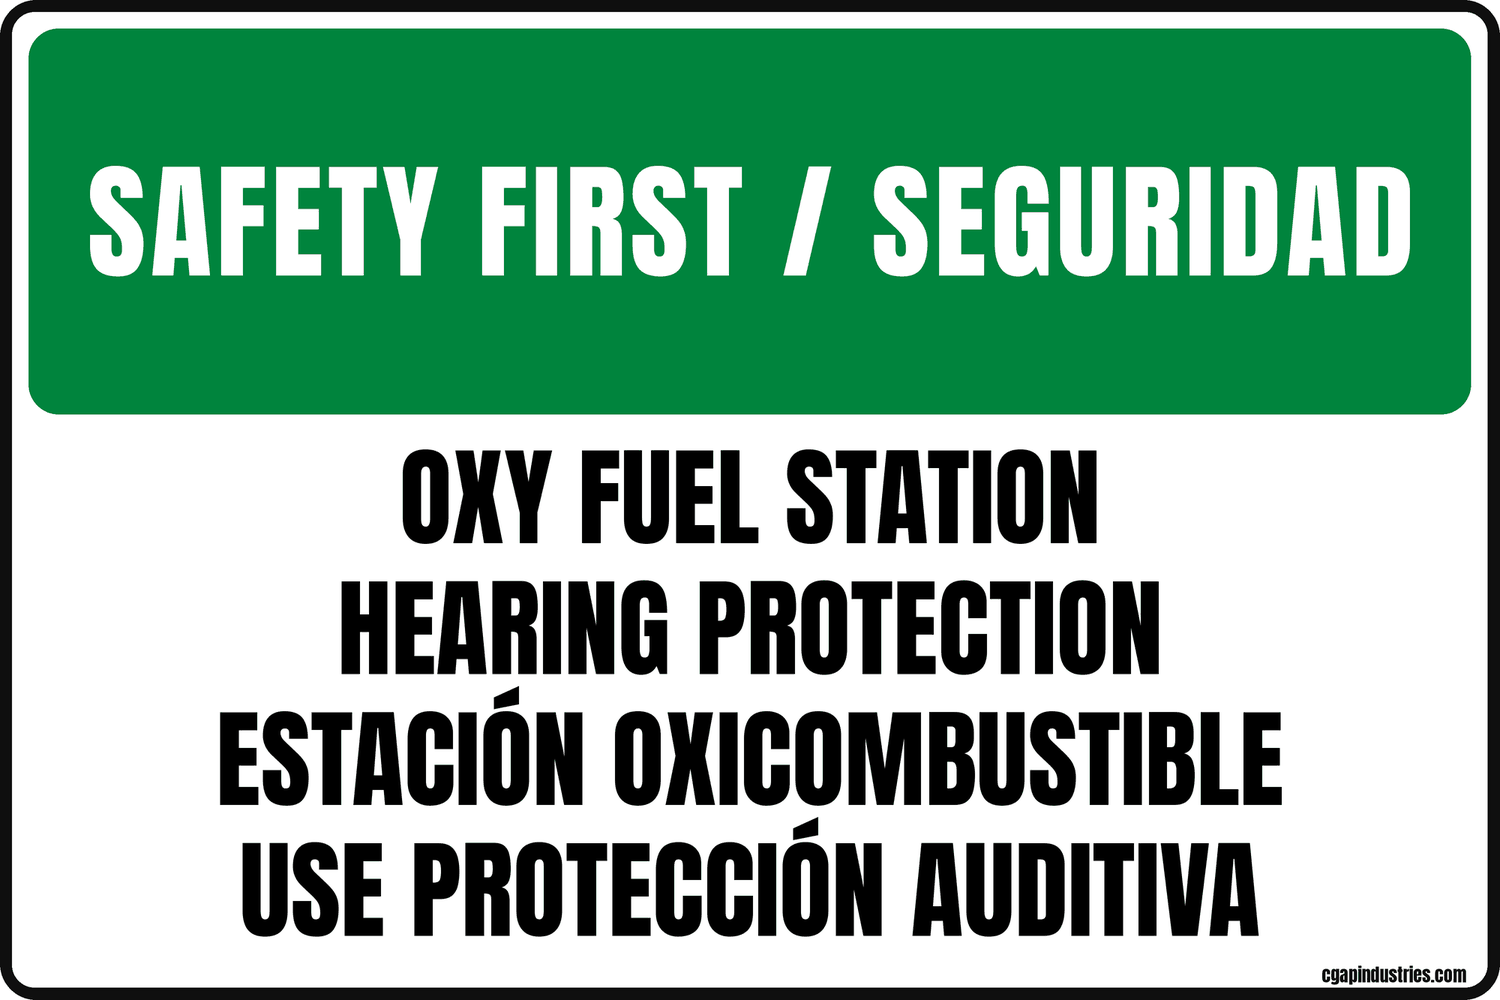 SAFETY FIRST / SEGURIDAD
OXY FUEL STATION
HEARING PROTECTION
ESTACIÓN OXICOMBUSTIBLE
USE PROTECCIÓN AUDITIVA
cgapindustries.com